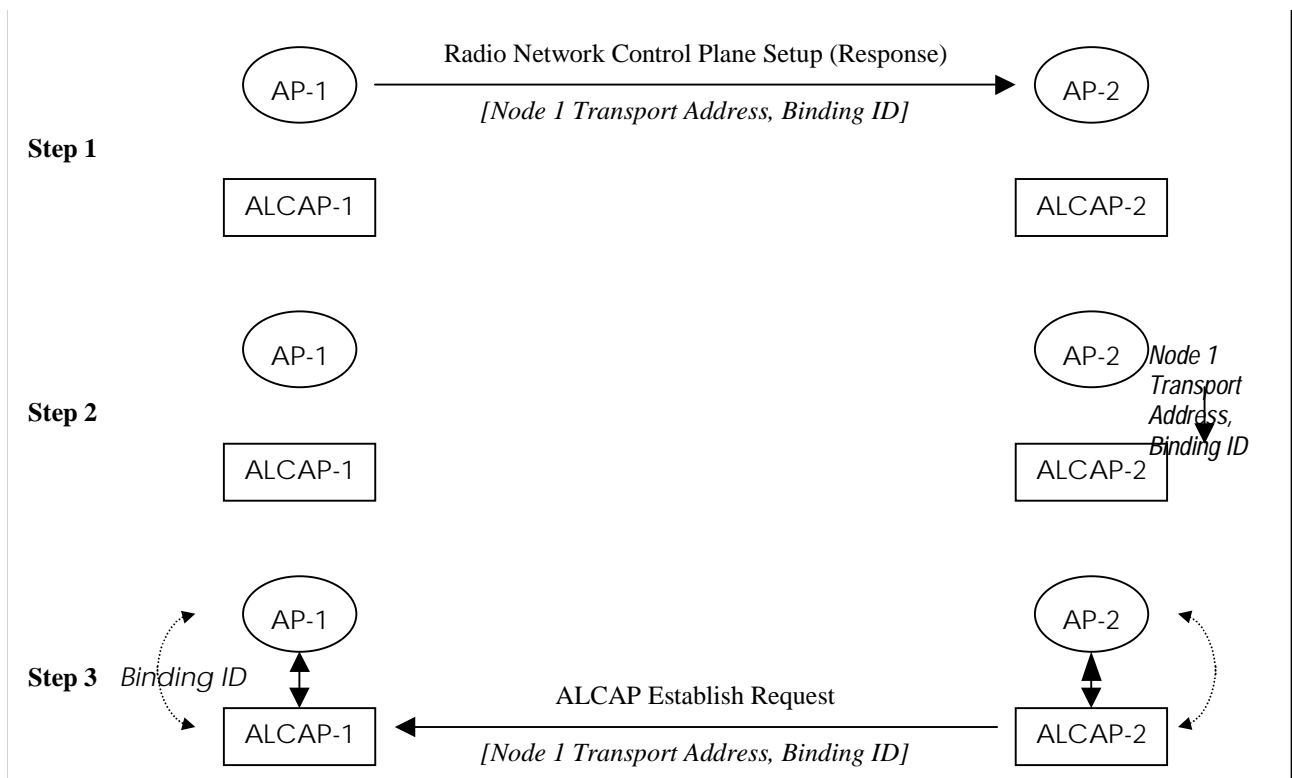 Radio Network Control Plane Setup (Response)
AP-1
AP-2
[Node 1 Transport Address, Binding ID]
Step 1
ALCAP-1
ALCAP-2
AP-1
AP-2
Node 1
Transport
Address,
Binding ID
Step 2
ALCAP-1
ALCAP-2
AP-1
AP-2
Step 3
Binding ID
ALCAP Establish Request
ALCAP-1
ALCAP-2
[Node 1 Transport Address, Binding ID]